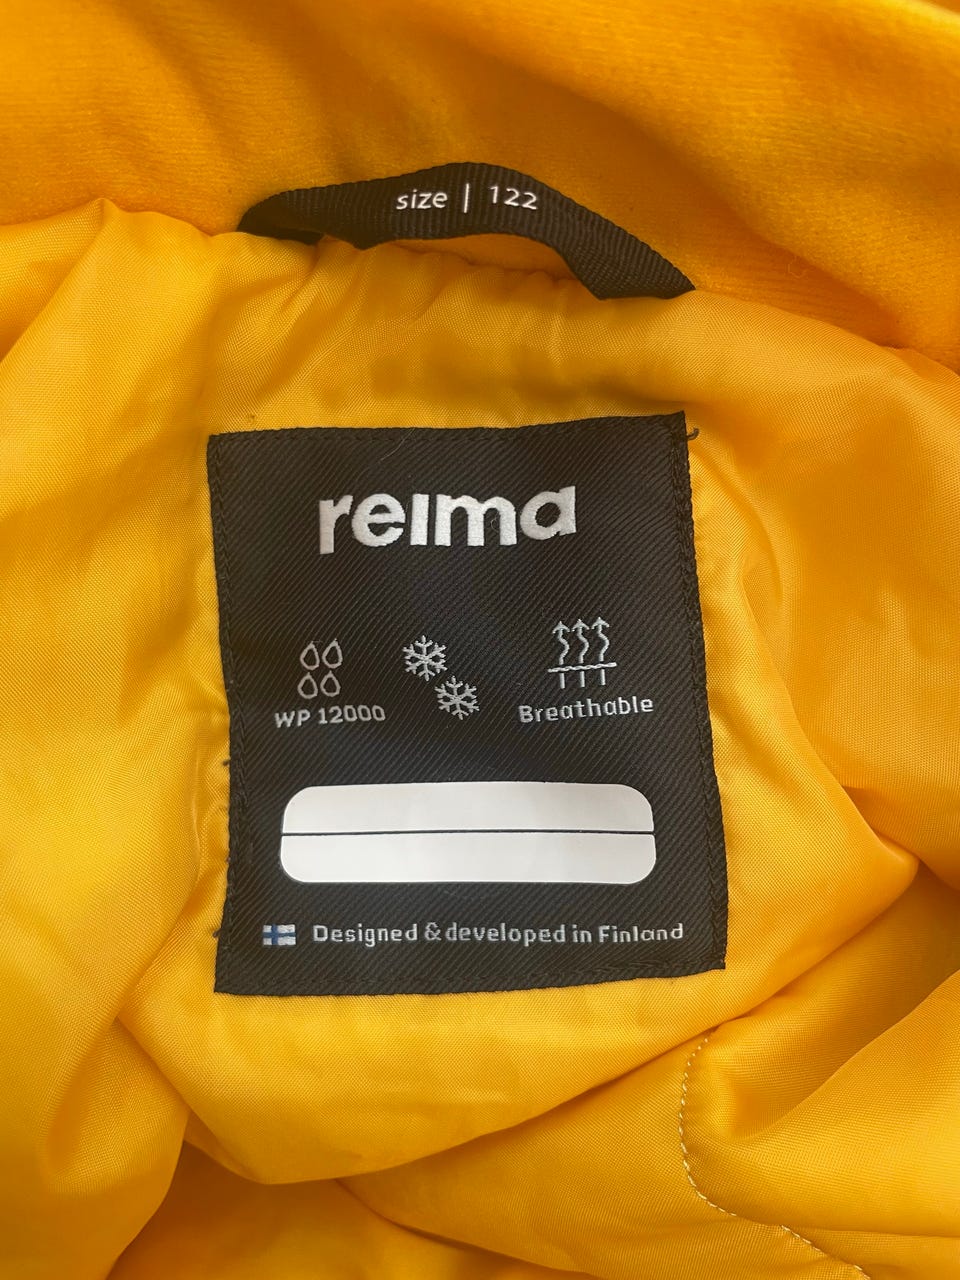 size | 122
reima
WP 12000
Breathable
Designed & developed in Finland